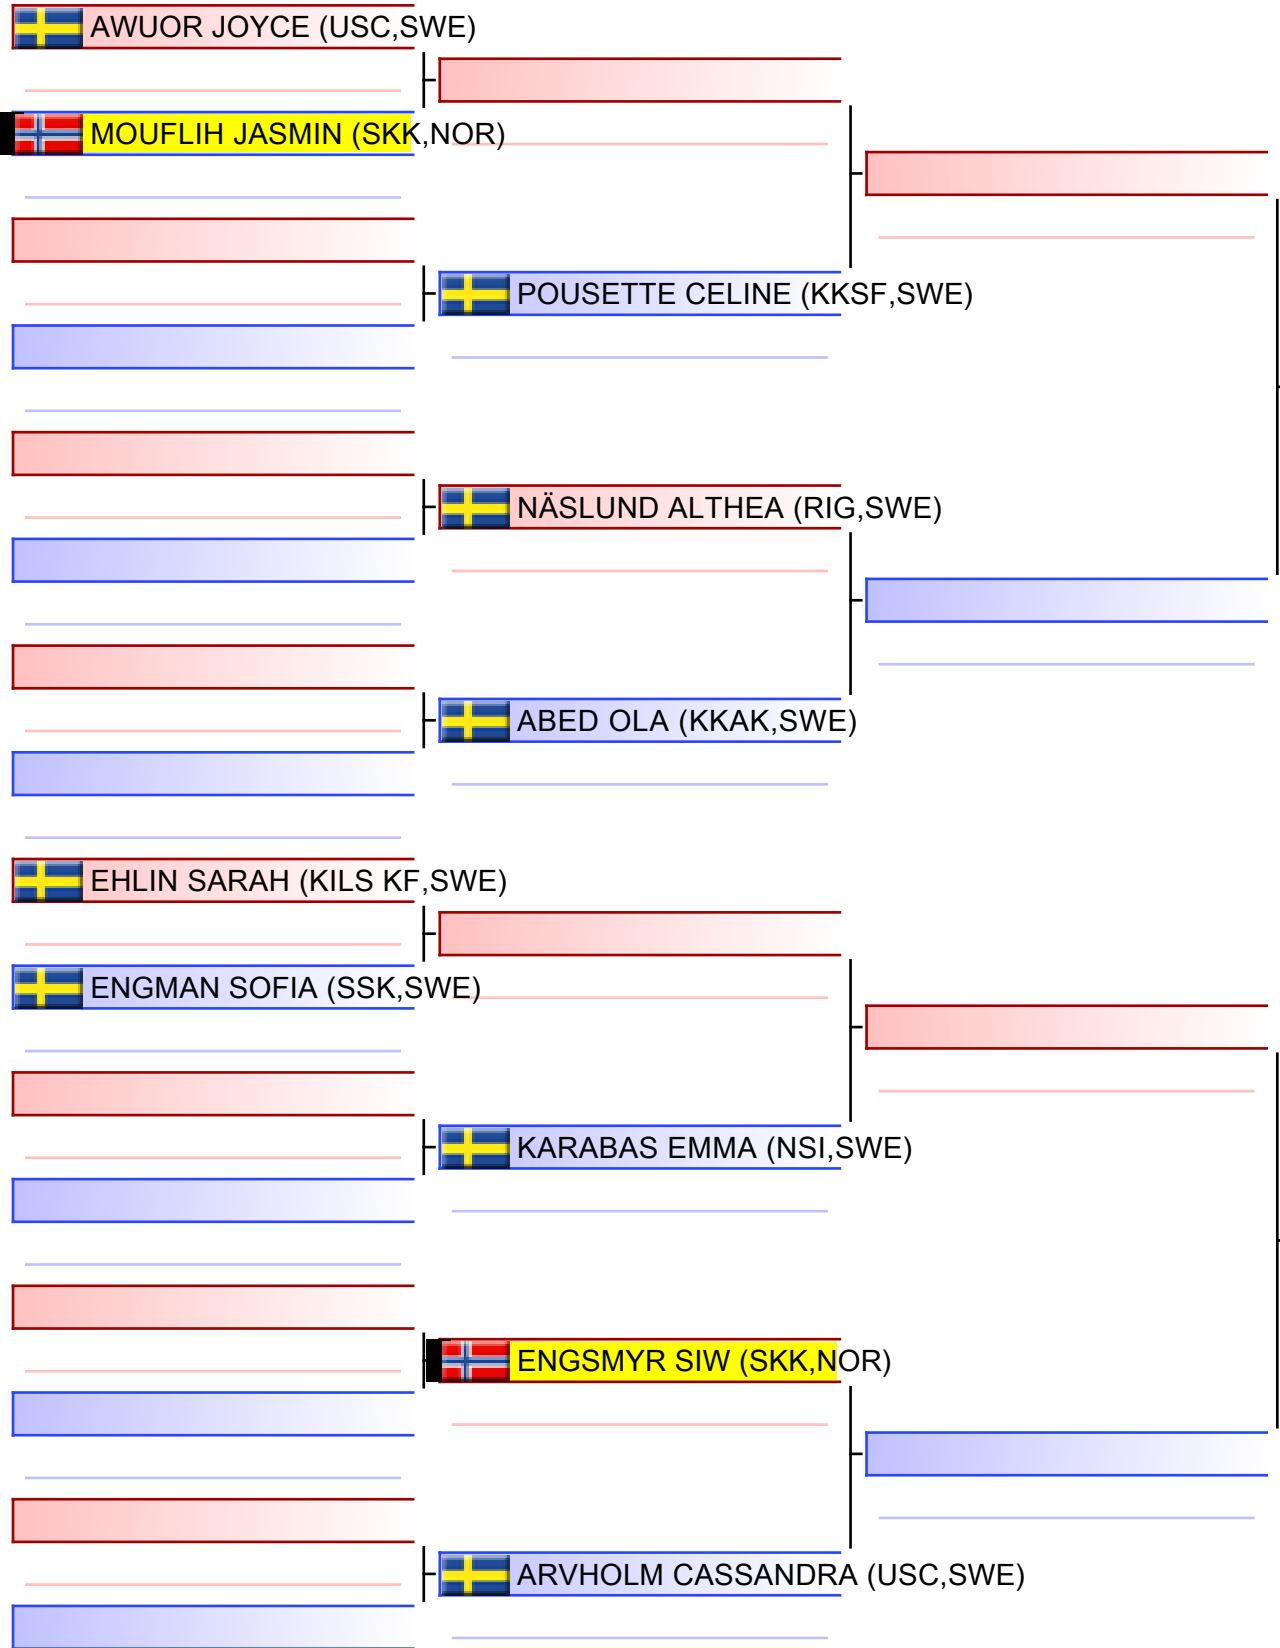 AWUOR JOYCE (USC,SWE)
MOUFLIH JASMIN (SKK,NOR)
POUSETTE CELINE (KKSF,SWE)
NÄSLUND ALTHEA (RIG,SWE)
ABED OLA (KKAK,SWE)
EHLIN SARAH (KILS KF,SWE)
ENGMAN SOFIA (SSK,SWE)
KARABAS EMMA (NSI,SWE)
ENGSMYR SIW (SKK,NOR)
ARVHOLM CASSANDRA (USC,SWE)